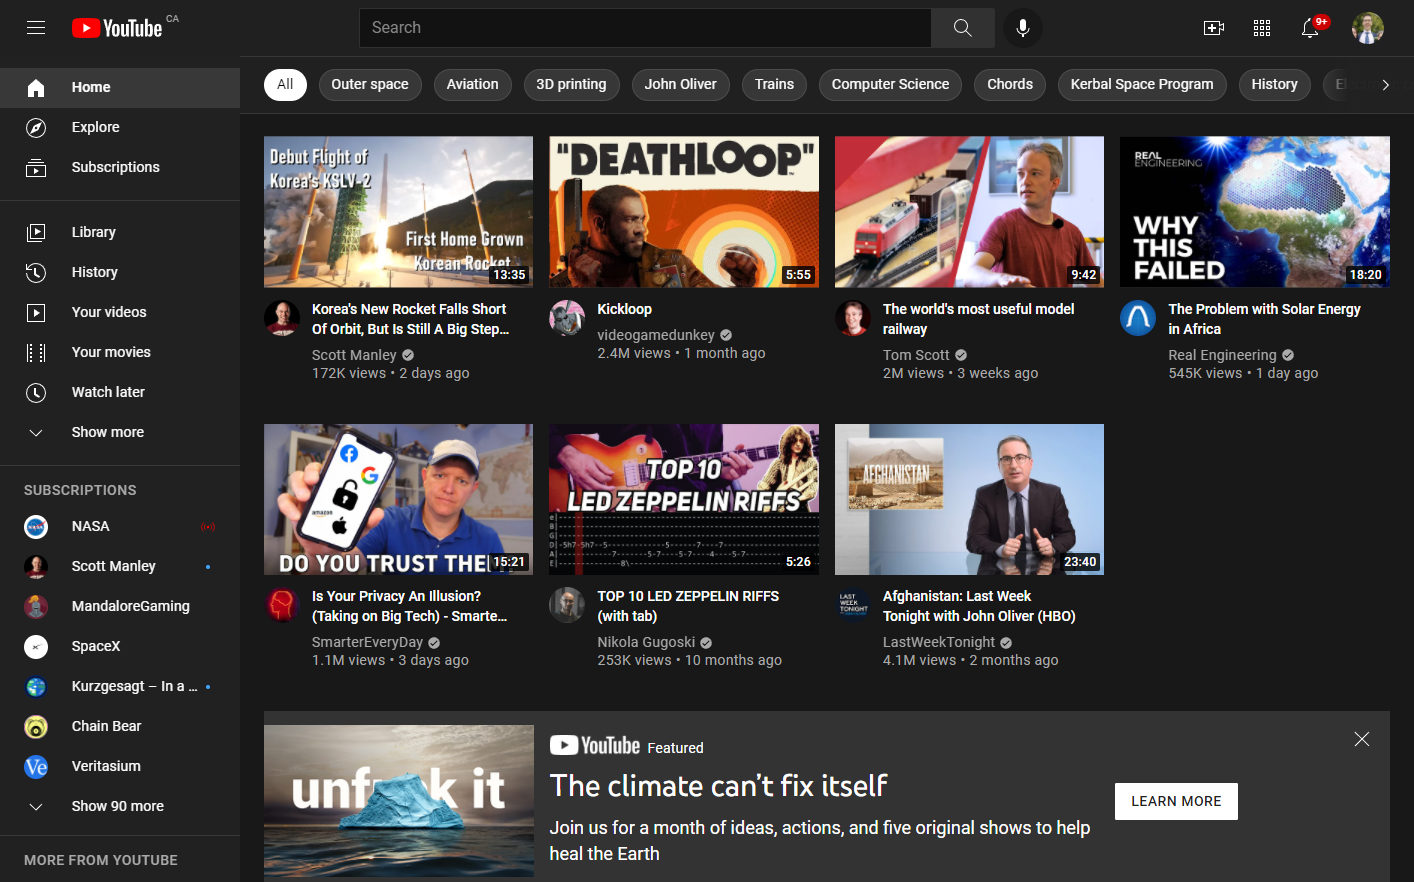 YouTube CA
Search
9+
Home
Explore
Subscriptions
Library
History
Your videos
Your movies
Watch later
Show more
SUBSCRIPTIONS
NASA
Scott Manley
MandaloreGaming
SpaceX
Kurzgesagt – In a ...
Chain Bear
Veritasium
Show 90 more
MORE FROM YOUTUBE
All
Outer space
Aviation
3D printing
John Oliver
Trains
Computer Science
Chords
Kerbal Space Program
History
Debut Flight of
Korea's KSLV-2
First Home Grown
Korean Rocket
13:35
Korea's New Rocket Falls Short
Of Orbit, But Is Still A Big Step...
Scott Manley
172K views • 2 days ago
"DEATHLOOP"
5:55
Kickloop
videogamedunkey
2.4M views • 1 month ago
9:42
The world's most useful model
railway
Tom Scott
2M views • 3 weeks ago
REAL
ENGINEERING
WHY
THIS
FAILED
18:20
The Problem with Solar Energy
in Africa
Real Engineering
545K views • 1 day ago
amazon
DO YOU TRUST THE
15:21
Is Your Privacy An Illusion?
(Taking on Big Tech) - Smarte...
SmarterEveryDay
1.1M views • 3 days ago
TOP 10
LED ZEPPELIN RIFFS
5:26
TOP 10 LED ZEPPELIN RIFFS
(with tab)
Nikola Gugoski
253K views • 10 months ago
AFGHANISTAN
23:40
LAST
WEEK
TONIGHT
Afghanistan: Last Week
Tonight with John Oliver (HBO)
LastWeekTonight
4.1M views • 2 months ago
unf k it
YouTube Featured
The climate can't fix itself
Join us for a month of ideas, actions, and five original shows to help
heal the Earth
LEARN MORE